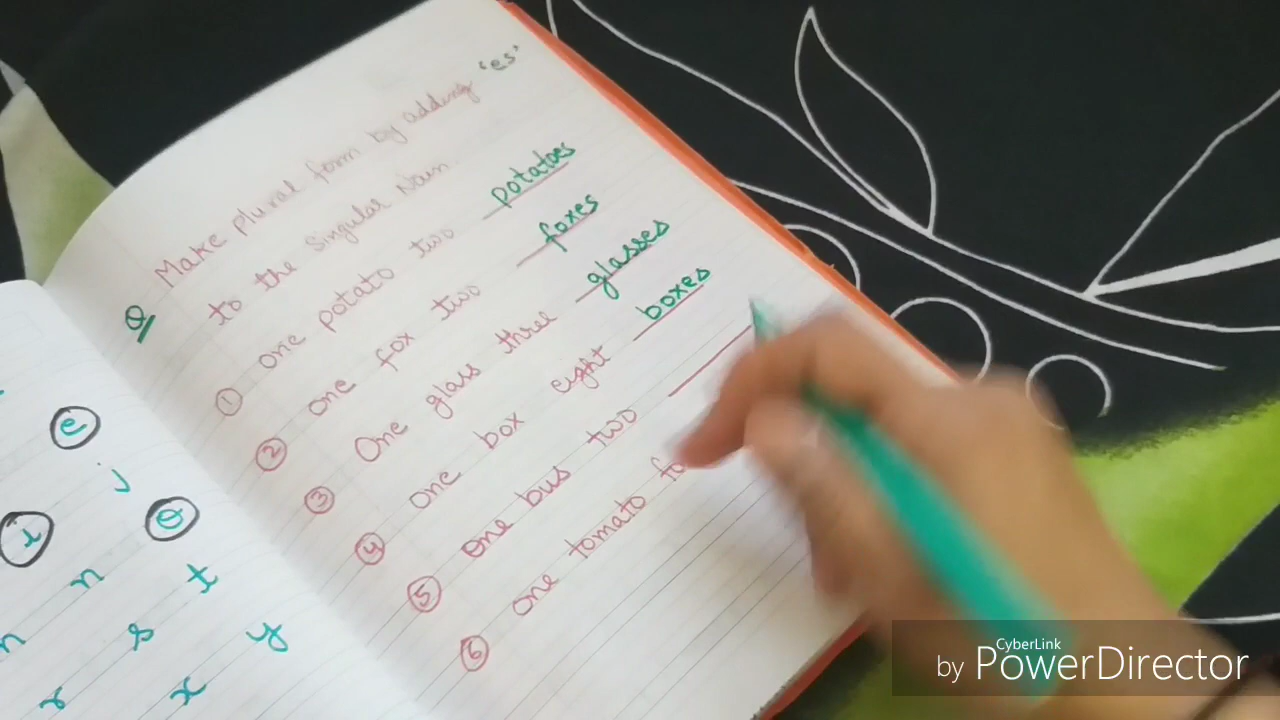 Q Make plural form by adding 'es'
to the Singular Noun
① one potato two potatoes
② one fox two foxes
③ One glass three glasses
④ one box eight boxes
⑤ one bus two
⑥ one tomato
e
j
i o
n t
n s y
r x
CyberLink
by PowerDirector